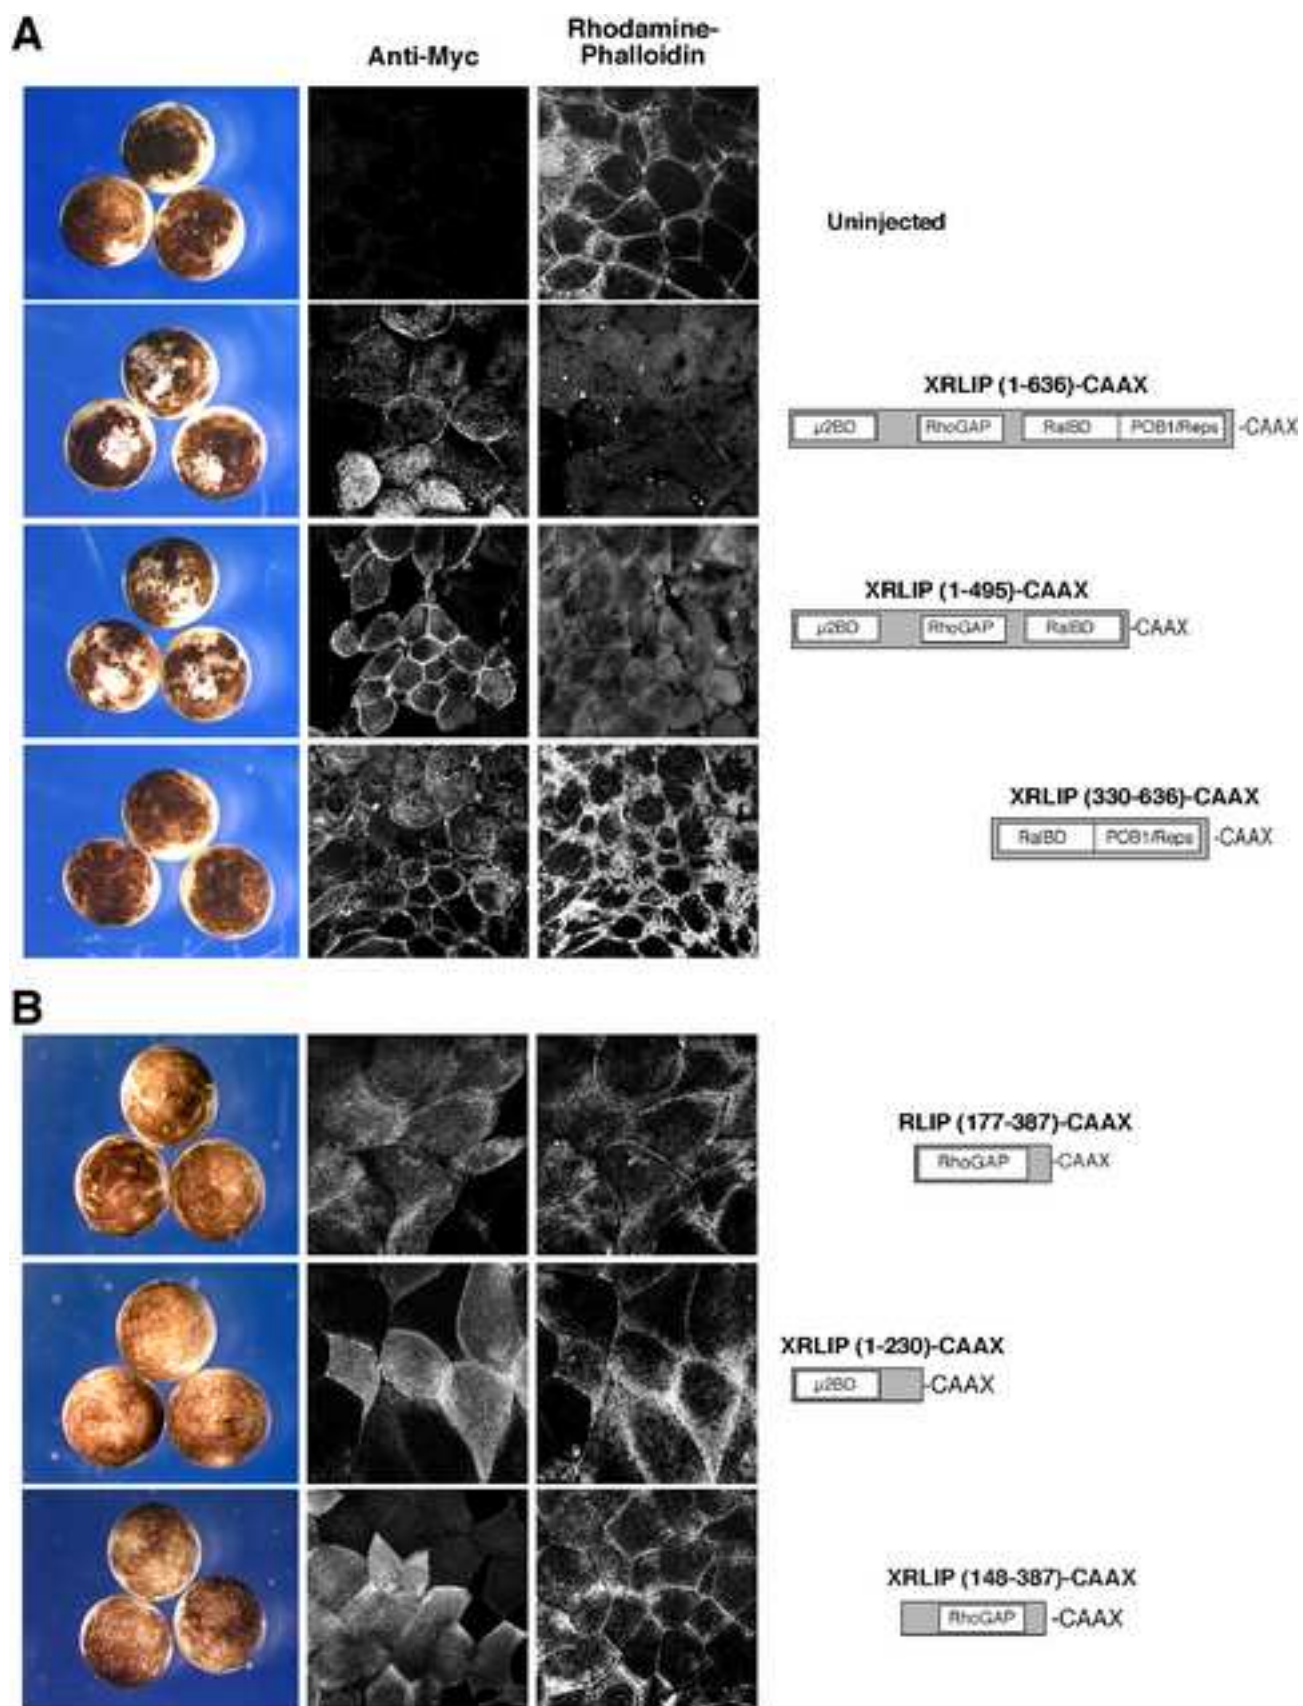 A
Anti-Myc
Rhodamine-
Phalloidin
Uninjected
XRLIP (1-636)-CAAX
µ2BD RhoGAP RalBD POB1/Reps -CAAX
XRLIP (1-495)-CAAX
µ2BD RhoGAP RalBD -CAAX
XRLIP (330-636)-CAAX
RalBD POB1/Reps -CAAX
B
RLIP (177-387)-CAAX
RhoGAP -CAAX
XRLIP (1-230)-CAAX
µ2BD -CAAX
XRLIP (148-387)-CAAX
RhoGAP -CAAX